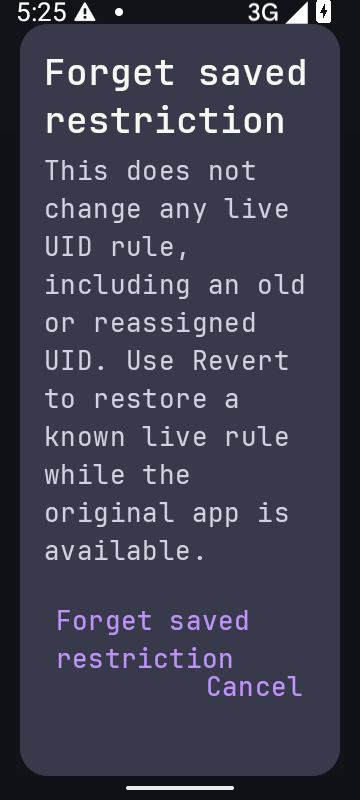 5:25
3G
Forget saved
restriction
This does not
change any live
UID rule,
including an old
or reassigned
UID. Use Revert
to restore a
known live rule
while the
original app is
available.
Forget saved
restriction
Cancel